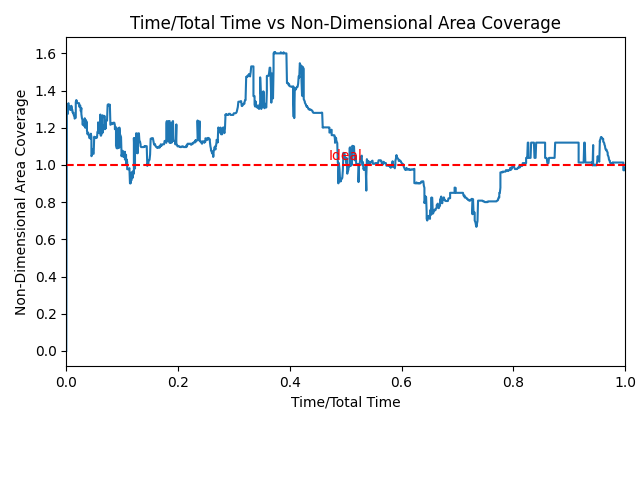 Time/Total Time vs Non-Dimensional Area Coverage
Non-Dimensional Area Coverage
1.6
1.4
1.2
1.0
0.8
0.6
0.4
0.2
0.0
Ideal
0.0 0.2 0.4 0.6 0.8 1.0
Time/Total Time